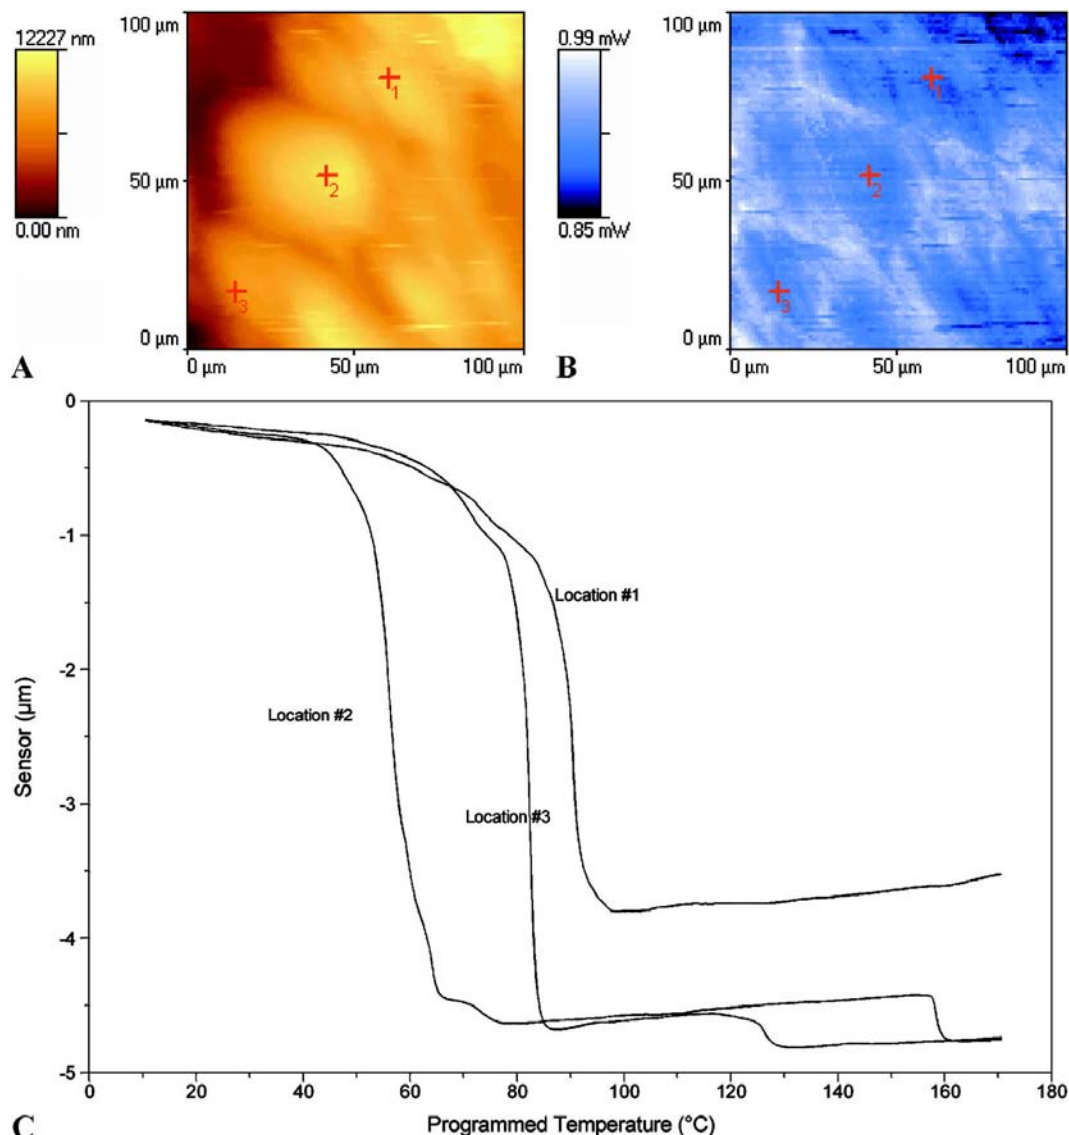 12227 nm
0.00 nm
100 µm
50 µm
0 µm
1
2
3
0 µm
50 µm
100 µm
A
0.99 mW
0.85 mW
100 µm
50 µm
0 µm
1
2
3
0 µm
50 µm
100 µm
B
0
-1
-2
-3
-4
-5
Sensor (µm)
Location #1
Location #2
Location #3
0
20
40
60
80
100
120
140
160
180
Programmed Temperature (°C)
C